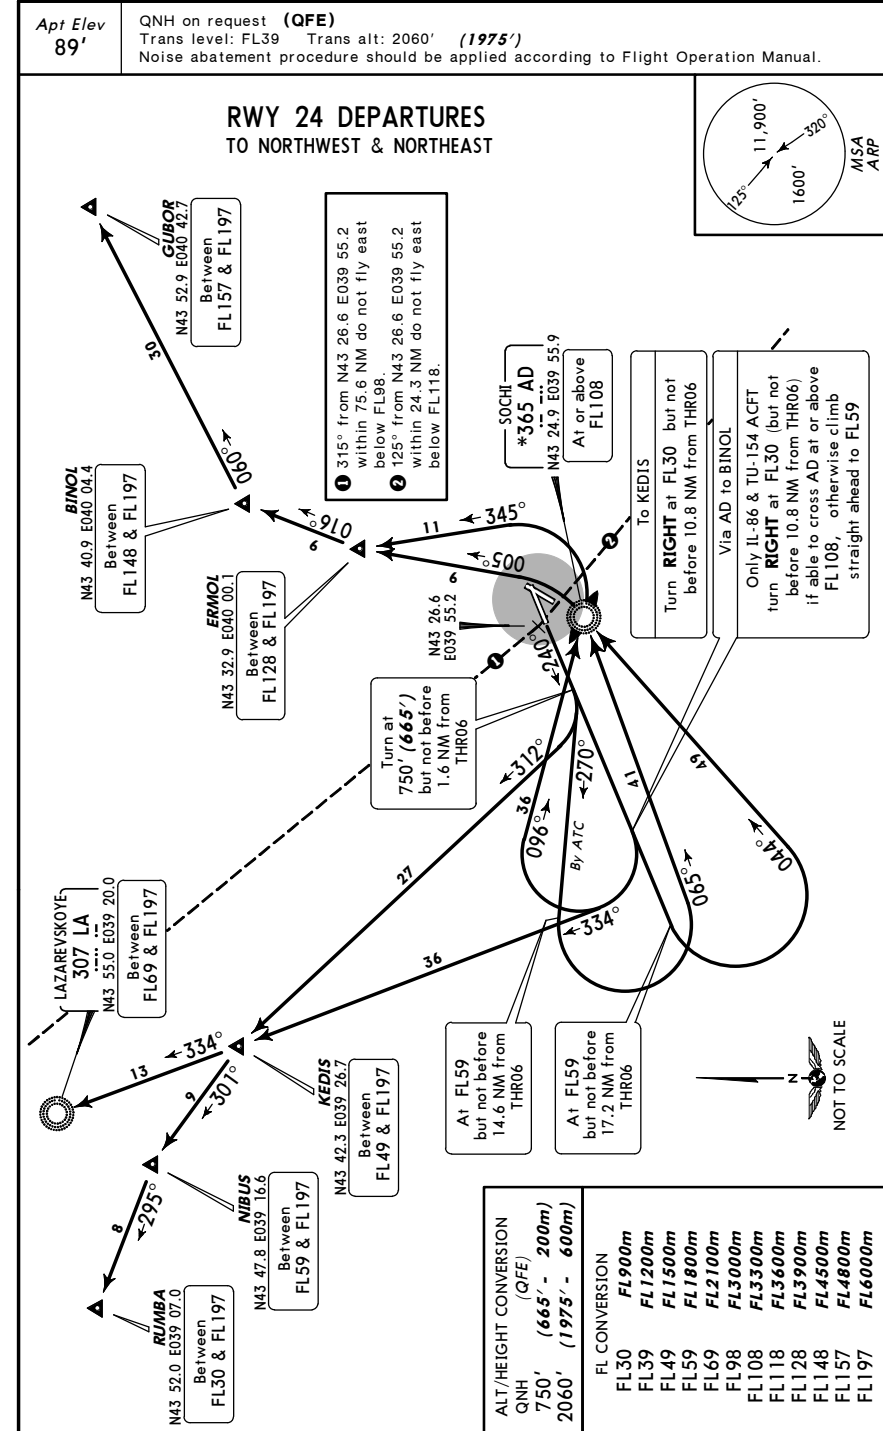 Apt Elev
89'
QNH on request (QFE)
Trans level: FL39 Trans alt: 2060' (1975')
Noise abatement procedure should be applied according to Flight Operation Manual.
RWY 24 DEPARTURES
TO NORTHWEST & NORTHEAST
11,900'
320°
125°
1600'
MSA
ARP
GUBOR
N43 52.9 E040 42.7
Between
FL157 & FL197
30
060°
1 315° from N43 26.6 E039 55.2
within 75.6 NM do not fly east
below FL98.
2 125° from N43 26.6 E039 55.2
within 24.3 NM do not fly east
below FL118.
BINOL
N43 40.9 E040 04.4
Between
FL148 & FL197
016°
6
ERMOL
N43 32.9 E040 00.1
Between
FL128 & FL197
11
345°
9
005°
SOCHI
*365 AD
N43 24.9 E039 55.9
At or above
FL108
N43 26.6
E039 55.2
To KEDIS
Turn RIGHT at FL30 but not
before 10.8 NM from THR06
Via AD to BINOL
Only IL-86 & TU-154 ACFT
turn RIGHT at FL30 (but not
before 10.8 NM from THR06)
if able to cross AD at or above
FL108, otherwise climb
straight ahead to FL59
1
2
240°
Turn at
750' (665')
but not before
1.6 NM from
THR06
312°
27
36
096°
270°
By ATC
41
065°
49
044°
334°
36
LAZAREVSKOYE
307 LA
N43 55.0 E039 20.0
Between
FL69 & FL197
13
334°
KEDIS
N43 42.3 E039 26.7
Between
FL49 & FL197
9
301°
NIBUS
N43 47.8 E039 16.6
Between
FL59 & FL197
8
295°
RUMBA
N43 52.0 E039 07.0
Between
FL30 & FL197
At FL59
but not before
14.6 NM from
THR06
At FL59
but not before
17.2 NM from
THR06
N
NOT TO SCALE
ALT/HEIGHT CONVERSION
QNH (QFE)
750' (665' - 200m)
2060' (1975' - 600m)
FL CONVERSION
FL30 FL900m
FL39 FL1200m
FL49 FL1500m
FL59 FL1800m
FL69 FL2100m
FL98 FL3000m
FL108 FL3300m
FL118 FL3600m
FL128 FL3900m
FL148 FL4500m
FL157 FL4800m
FL197 FL6000m